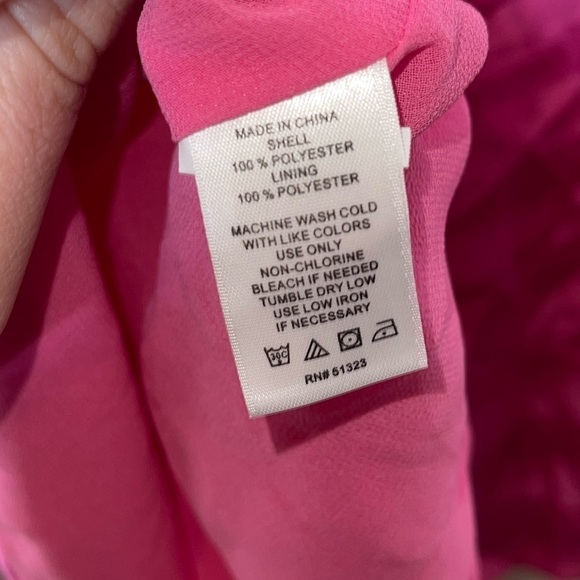 MADE IN CHINA
SHELL
100 % POLYESTER
LINING
100 % POLYESTER
MACHINE WASH COLD
WITH LIKE COLORS
USE ONLY
NON-CHLORINE
BLEACH IF NEEDED
TUMBLE DRY LOW
USE LOW IRON
IF NECESSARY
30C
RN# 51323